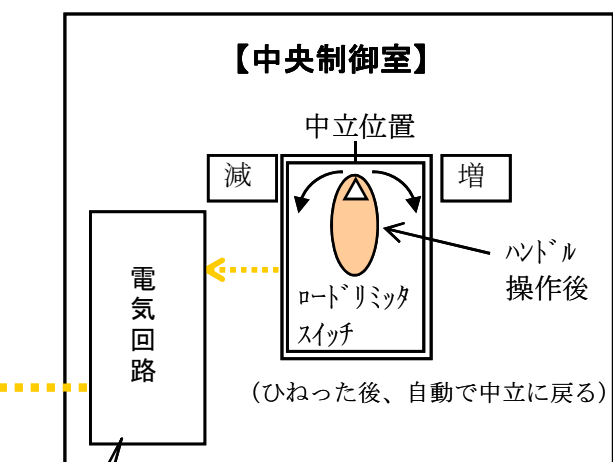 【中央制御室】
中立位置
減
増
ﾊﾝﾄﾞﾙ
操作後
ﾛｰﾄﾞﾘﾐｯﾀ
ｽｲｯﾁ
電気回路
（ひねった後、自動で中立に戻る）